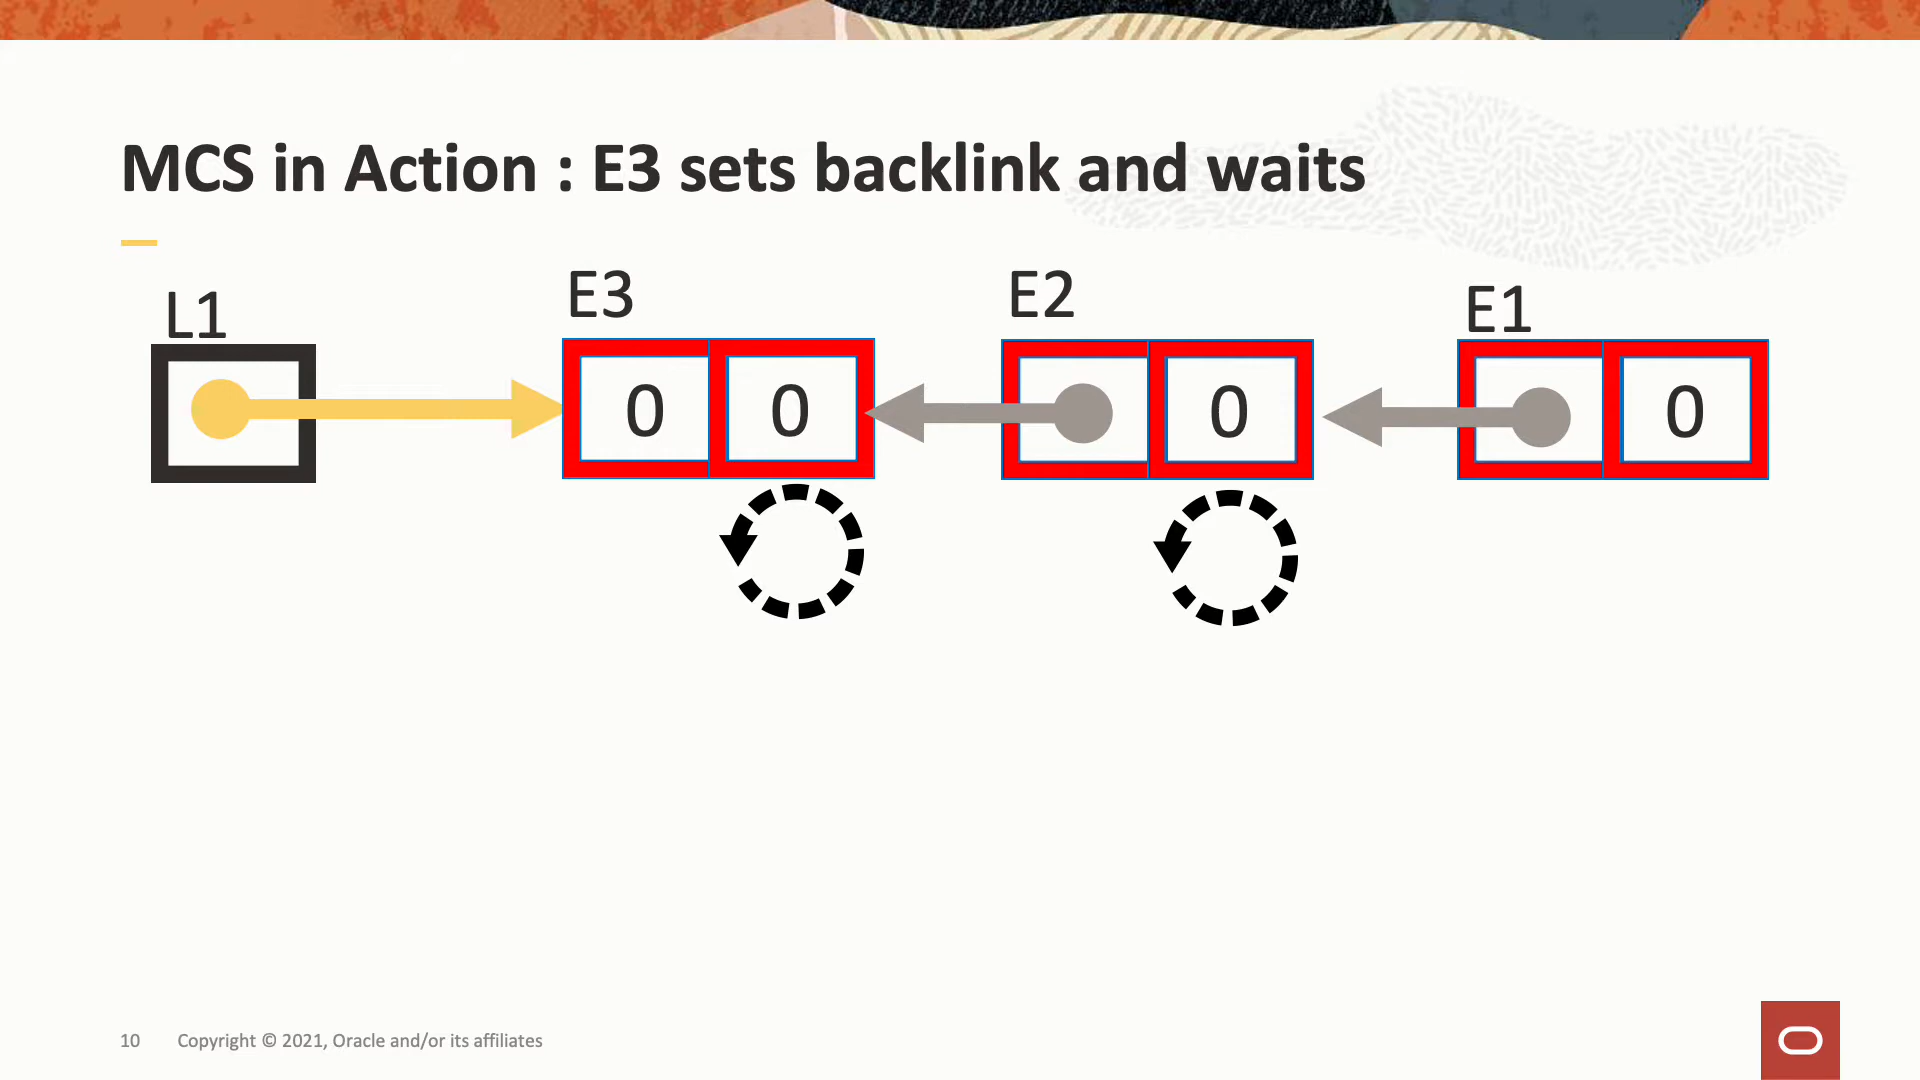 MCS in Action : E3 sets backlink and waits
L1
E3
E2
E1
0 0 0 0
10 Copyright © 2021, Oracle and/or its affiliates